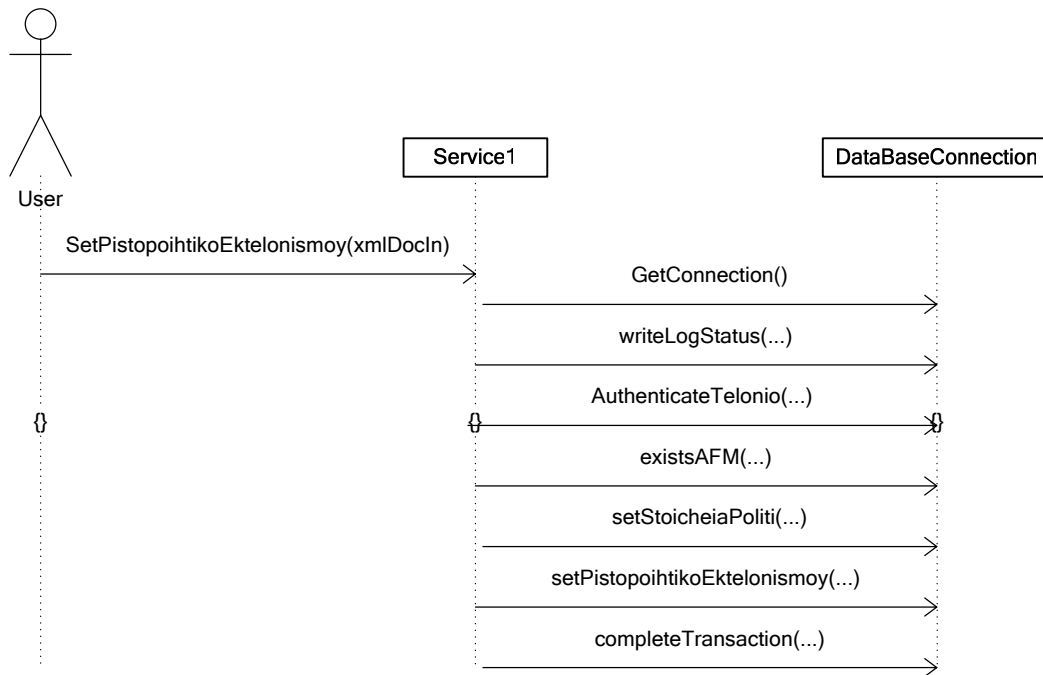 Service1
DataBaseConnection
User
SetPistopoihtikoEktelonismoy(xmlDocIn)
GetConnection()
writeLogStatus(...)
AuthenticateTelonio(...)
{}
{}
{}
existsAFM(...)
setStoicheiaPoliti(...)
setPistopoihtikoEktelonismoy(...)
completeTransaction(...)